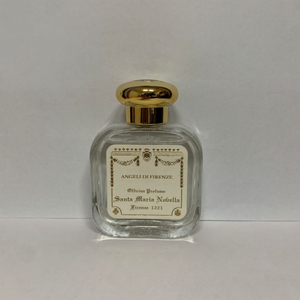 ANGELI DI FIRENZE
Officina Profumo
Santa Maria Novella
Firenze 1221